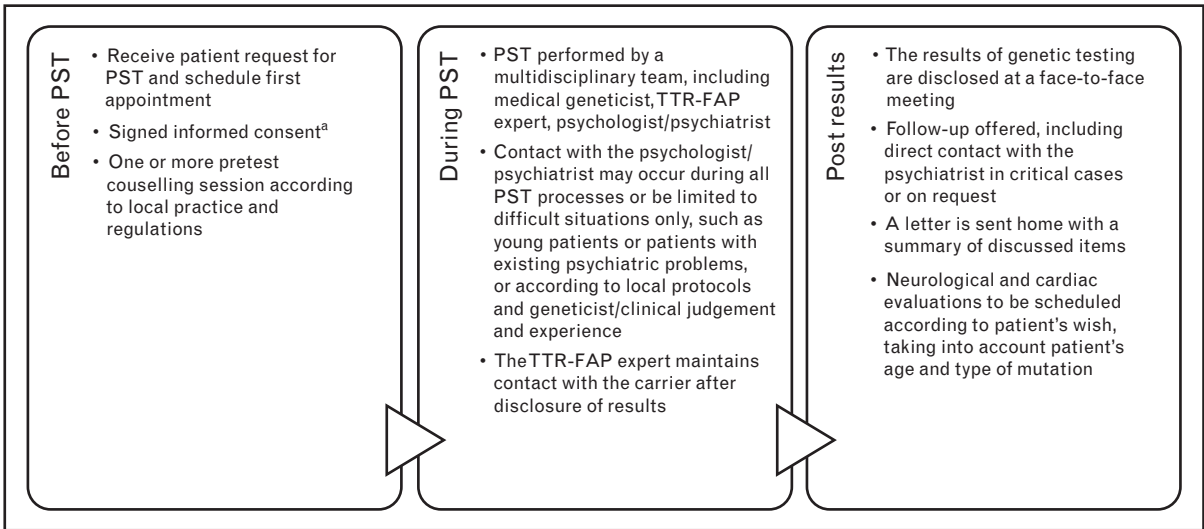 Before PST
• Receive patient request for
PST and schedule first
appointment
• Signed informed consentᵃ
• One or more pretest
couselling session according
to local practice and
regulations
During PST
• PST performed by a
multidisciplinary team, including
medical geneticist, TTR-FAP
expert, psychologist/psychiatrist
• Contact with the psychologist/
psychiatrist may occur during all
PST processes or be limited to
difficult situations only, such as
young patients or patients with
existing psychiatric problems,
or according to local protocols
and geneticist/clinical judgement
and experience
• The TTR-FAP expert maintains
contact with the carrier after
disclosure of results
Post results
• The results of genetic testing
are disclosed at a face-to-face
meeting
• Follow-up offered, including
direct contact with the
psychiatrist in critical cases
or on request
• A letter is sent home with a
summary of discussed items
• Neurological and cardiac
evaluations to be scheduled
according to patient's wish,
taking into account patient's
age and type of mutation